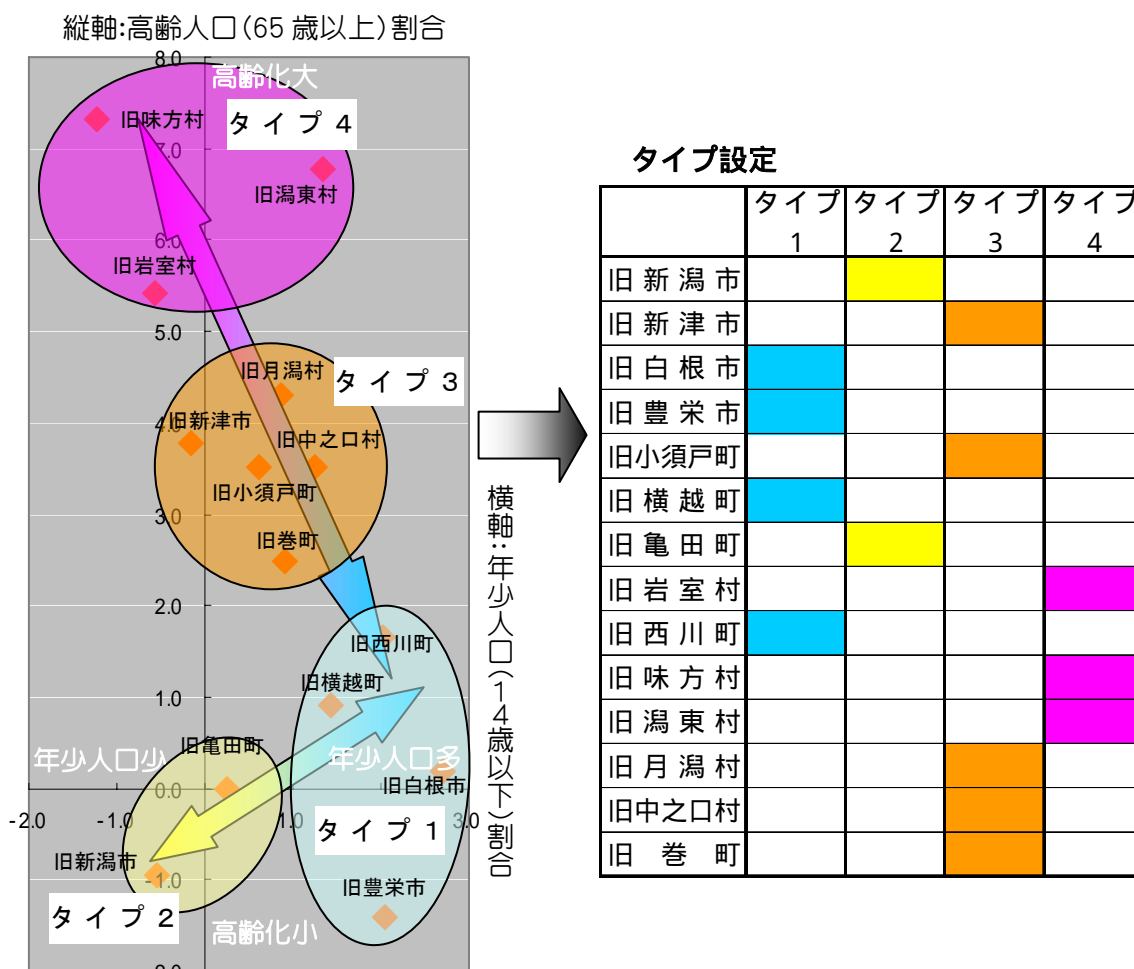 縦軸:高齢人口(65 歳以上)割合
8.0
高齢化大
旧味方村
タイプ４
7.0
旧潟東村
6.0
旧岩室村
5.0
旧月潟村
タイプ３
4.0
旧新津市
旧中之口村
旧小須戸町
3.0
旧巻町
2.0
旧西川町
旧横越町
1.0
旧亀田町
年少人口少
年少人口多
旧白根市
0.0
-2.0
-1.0
1.0
3.0
タイプ１
旧新潟市
-1.0
旧豊栄市
タイプ２
高齢化小
横軸:年少人口(14歳以下)割合
タイプ設定
タイプ タイプ タイプ タイプ
1 2 3 4
旧新潟市
旧新津市
旧白根市
旧豊栄市
旧小須戸町
旧横越町
旧亀田町
旧岩室村
旧西川町
旧味方村
旧潟東村
旧月潟村
旧中之口村
旧巻町